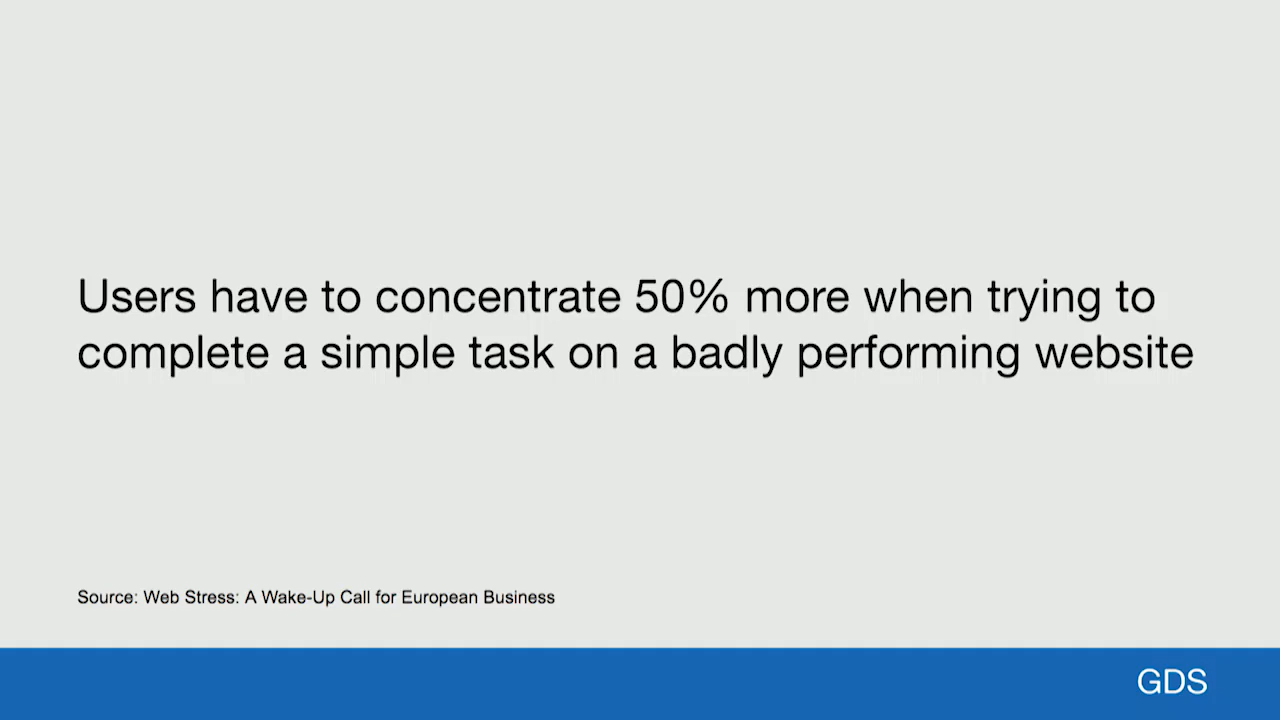 Users have to concentrate 50% more when trying to
complete a simple task on a badly performing website
Source: Web Stress: A Wake-Up Call for European Business
GDS